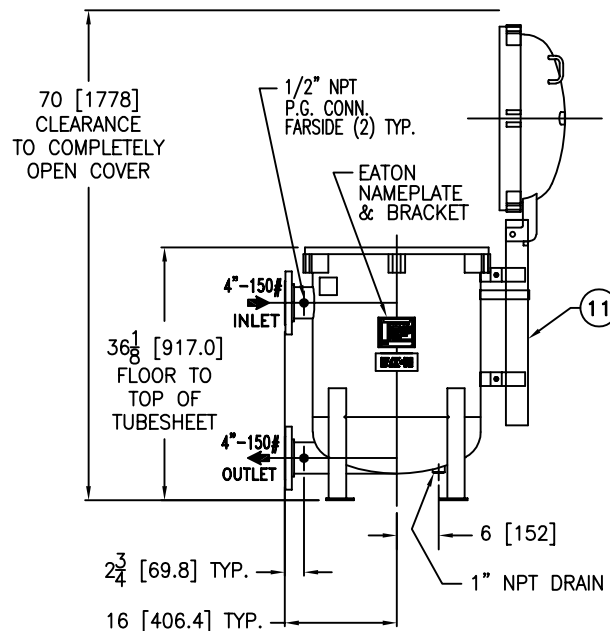 70 [1778]
CLEARANCE
TO COMPLETELY
OPEN COVER
1/2" NPT
P.G. CONN.
FARSIDE (2) TYP.
EATON
NAMEPLATE
& BRACKET
4"-150#
INLET
11
36 1/8 [917.0]
FLOOR TO
TOP OF
TUBESHEET
4"-150#
OUTLET
6 [152]
2 3/4 [69.8] TYP.
1" NPT DRAIN
16 [406.4] TYP.